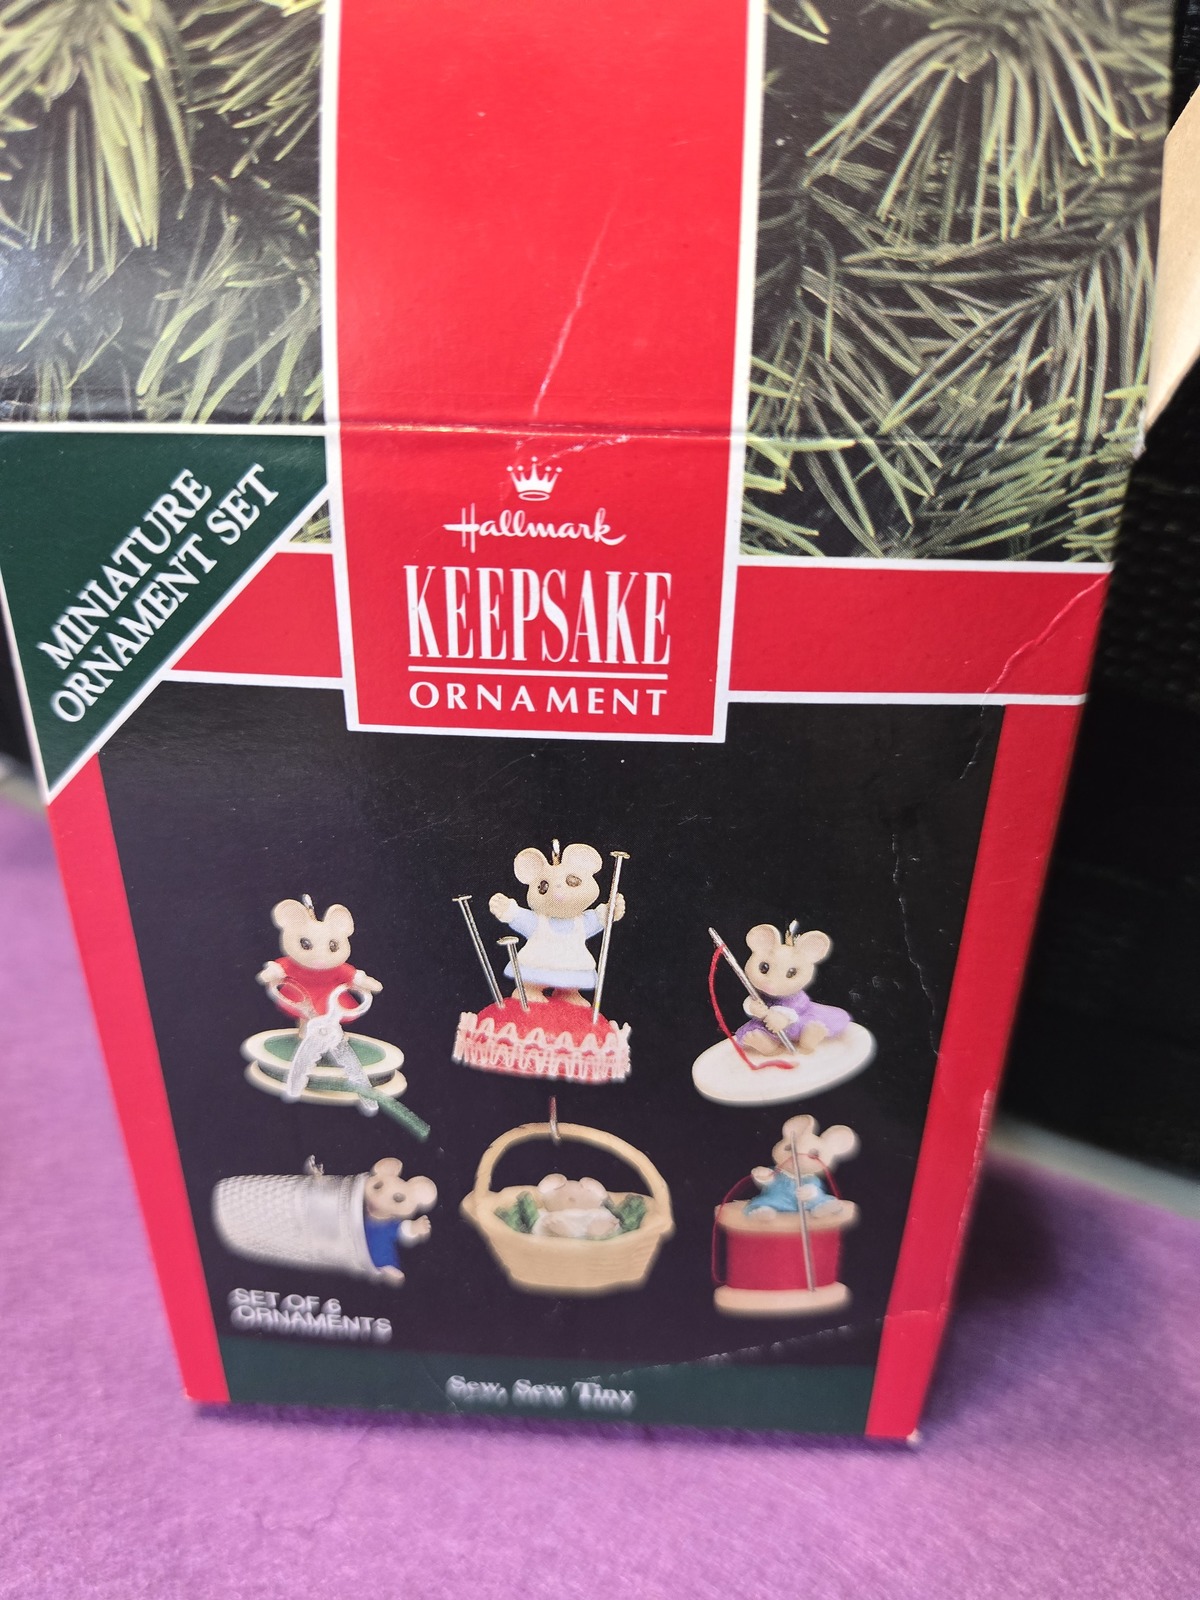 MINIATURE
ORNAMENT SET
Hallmark
KEEPSAKE
ORNAMENT
SET OF 6
ORNAMENTS
Sew, Sew Tiny